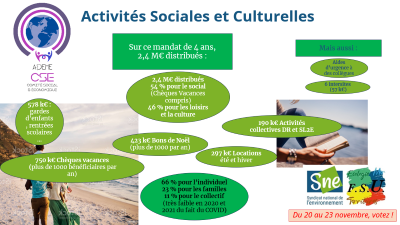 Activités Sociales et Culturelles
ADEME
CSE
COMITÉ SOCIAL
& ÉCONOMIQUE
Sur ce mandat de 4 ans,
2,4 M€ distribués :
Mais aussi :
Aides
d'urgence à
des collègues
2,4 M€ distribués
54 % pour le social
(Chèques Vacances
compris)
46 % pour les loisirs
et la culture
578 k€ :
gardes
d'enfants
, rentrées
scolaires
190 k€ Activités
collectives DR et SL2E
423 k€ Bons de Noël
(plus de 1000 par an)
297 k€ Locations
été et hiver
750 k€ Chèques vacances
(plus de 1000 bénéficiaires par
an)
66 % pour l'individuel
23 % pour les familles
11 % pour le collectif
(très faible en 2020 et
2021 du fait du COVID)
Sne
Syndicat national de
l'environnement
F.S.U.
Du 20 au 23 novembre, votez !